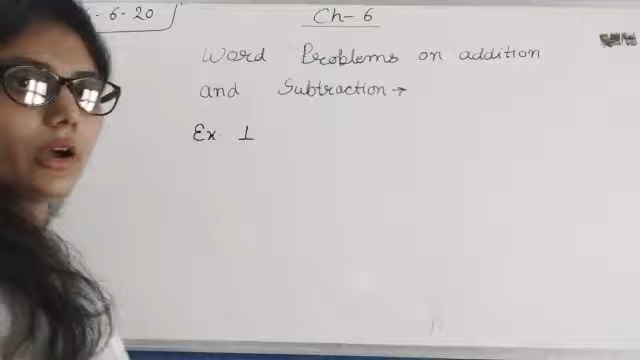 - 6 - 20
Ch-6
Word Problems on addition
and Subtraction →
Ex. 1